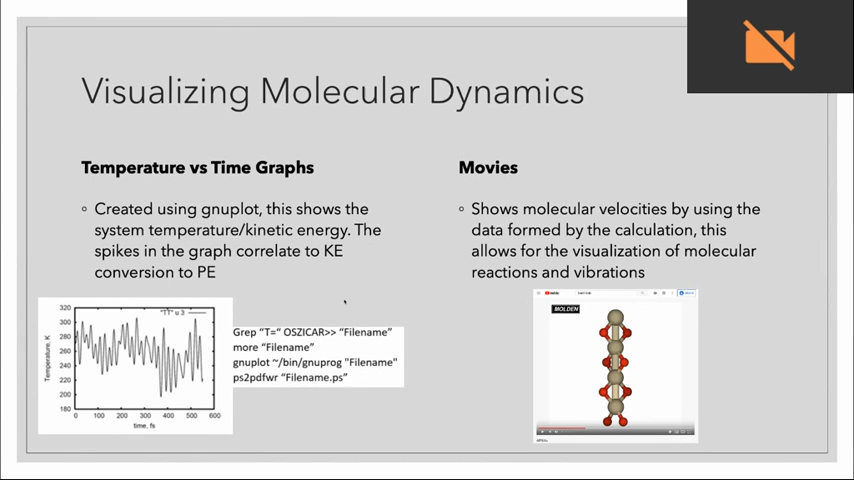 Visualizing Molecular Dynamics
Temperature vs Time Graphs
◦ Created using gnuplot, this shows the
system temperature/kinetic energy. The
spikes in the graph correlate to KE
conversion to PE
320
300
280
260
240
220
200
180
Temperature, K
"TT" u 3
0 100 200 300 400 500 600
time, fs
Grep “T=“ OSZICAR>> “Filename”
more “Filename”
gnuplot ~/bin/gnuprog "Filename"
ps2pdfwr “Filename.ps”
Movies
◦ Shows molecular velocities by using the
data formed by the calculation, this
allows for the visualization of molecular
reactions and vibrations
MOLDEN